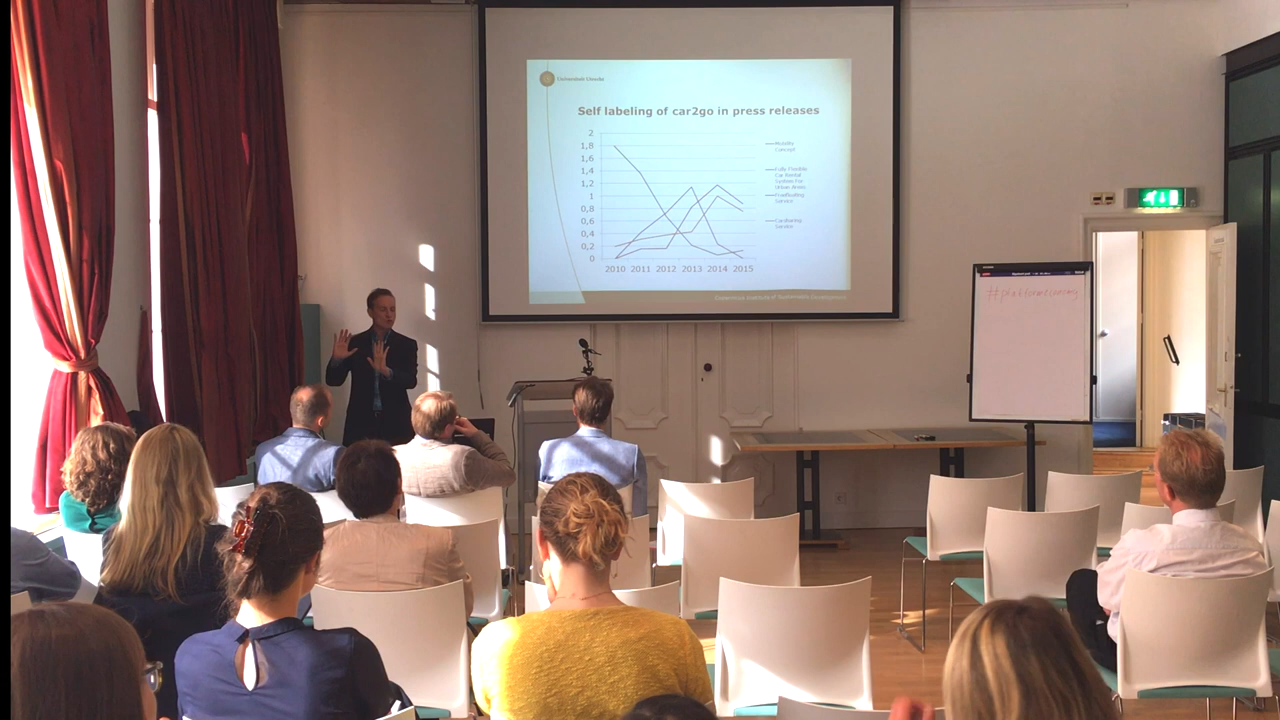 Universiteit Utrecht
Self labeling of car2go in press releases
2
1,8
1,6
1,4
1,2
1
0,8
0,6
0,4
0,2
0
2010 2011 2012 2013 2014 2015
Mobility
Concept
Fully Flexible
Car Rental
System For
Urban Areas
Freefloating
Service
CarSharing
Service
Copernicus Institute of Sustainable Development
#platformeconomy